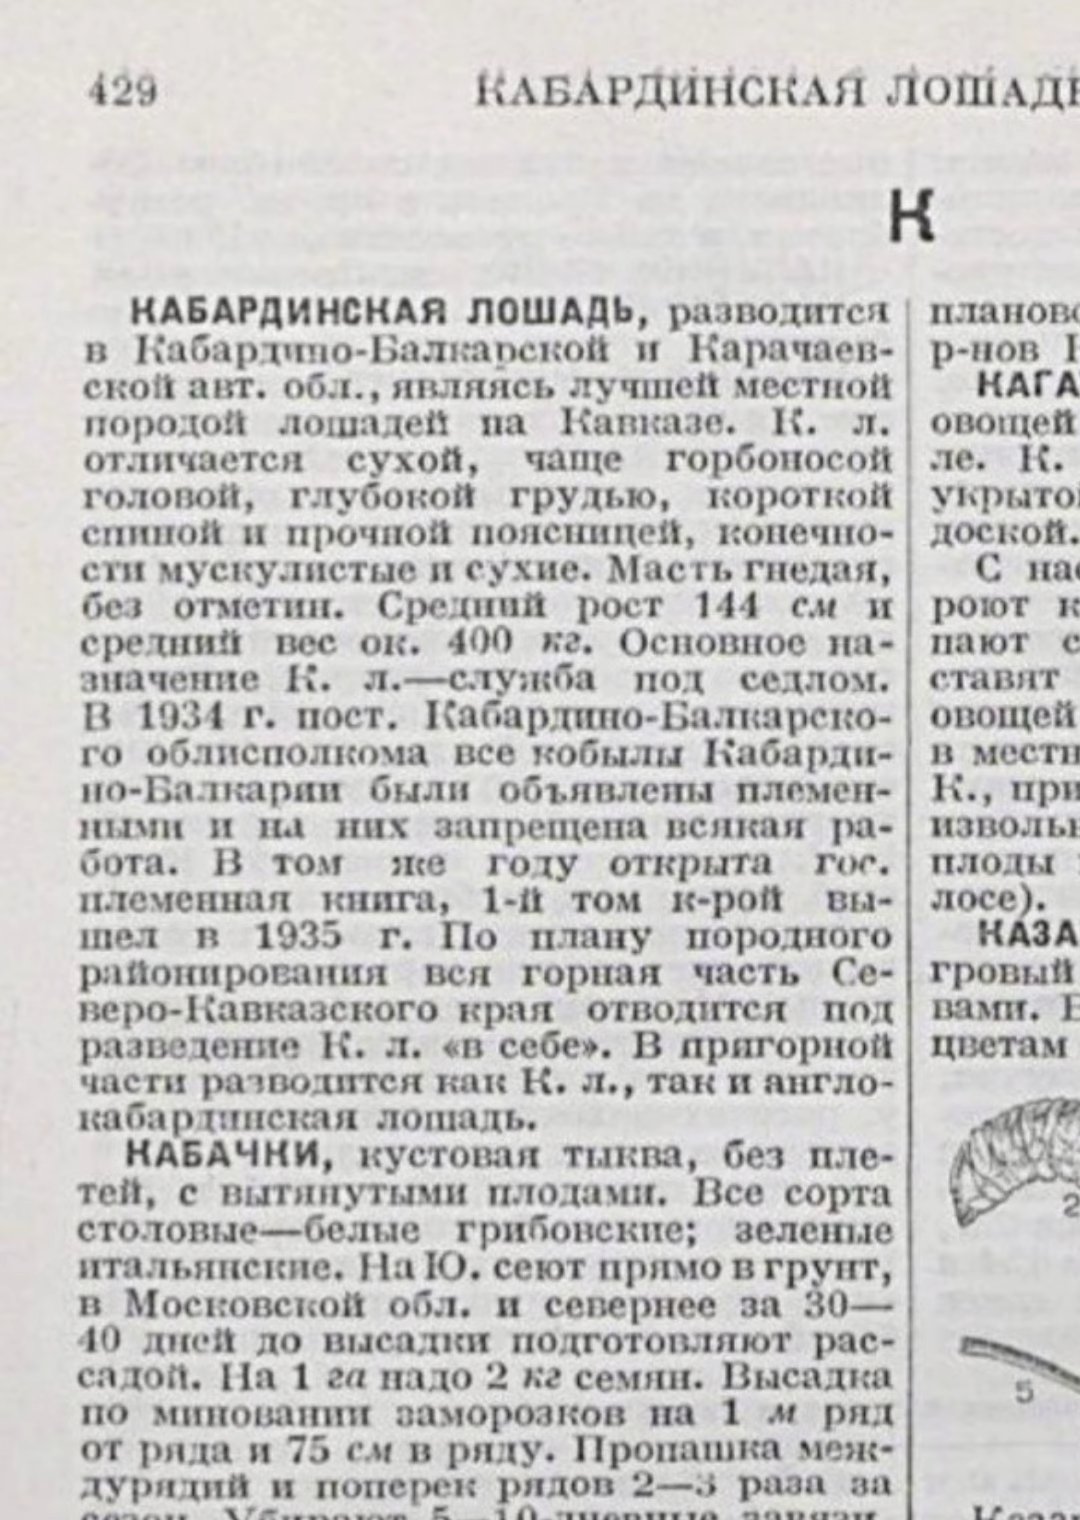 429
КАБАРДИНСКАЯ ЛОШАДЬ
К
КАБАРДИНСКАЯ ЛОШАДЬ, разводится
в Кабардино-Балкарской и Карачаев-
ской авт. обл., являясь лучшей местной
породой лошадей на Кавказе. К. л.
отличается сухой, чаще горбоносой
головой, глубокой грудью, короткой
спиной и прочной поясницей, конечно-
сти мускулистые и сухие. Масть гнедая,
без отметин. Средний рост 144 см и
средний вес ок. 400 кг. Основное на-
значение К. л.—служба под седлом.
В 1934 г. пост. Кабардино-Балкарско-
го облисполкома все кобылы Кабарди-
но-Балкарии были объявлены племен-
ными и на них запрещена всякая ра-
бота. В том же году открыта гос.
племенная книга, 1-й том к-рой вы-
шел в 1935 г. По плану породного
районирования вся горная часть Се-
веро-Кавказского края отводится под
разведение К. л. «в себе». В пригорной
части разводится как К. л., так и англо-
кабардинская лошадь.
КАБАЧКИ, кустовая тыква, без пле-
тей, с вытянутыми плодами. Все сорта
столовые—белые грибовские; зеленые
итальянские. На Ю. сеют прямо в грунт,
в Московской обл. и севернее за 30—
40 дней до высадки подготовляют рас-
садой. На 1 га надо 2 кг семян. Высадка
по миновании заморозков на 1 м ряд
от ряда и 75 см в ряду. Пропашка меж-
дурядий и поперек рядов 2—3 раза за
сезон. Убирают 5—10-дневные завязи.
планово
р-нов
КАГА
овощей
ле. К.
укрыто
доской.
С нас
роют к
пают с
ставят
овощей
в местн
К., при
извольн
плоды
лосе).
КАЗА
гровый
вами. В
цветам
2
5